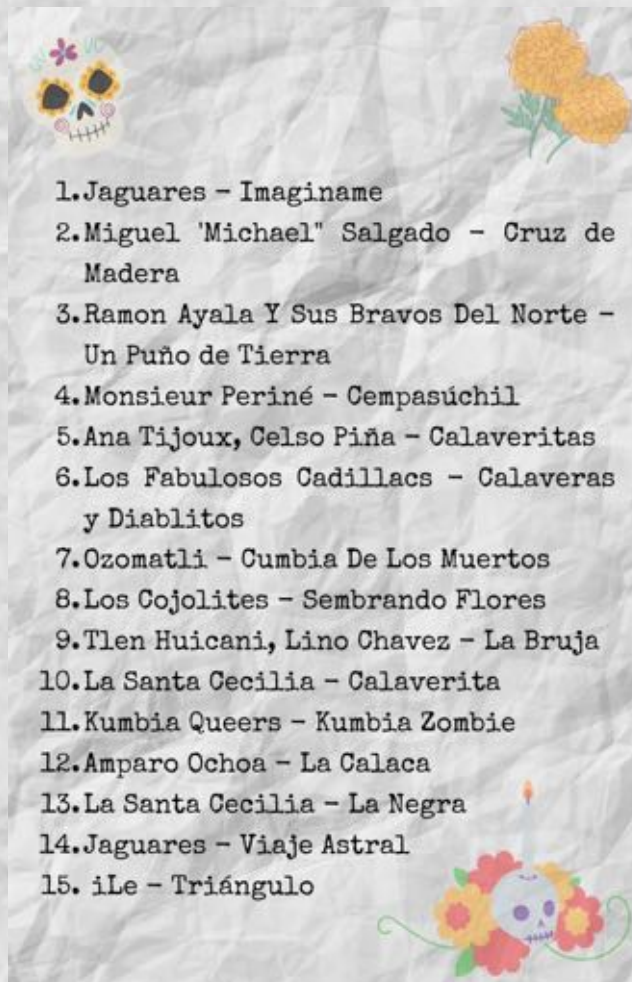 1.Jaguares - Imaginame
2.Miguel 'Michael" Salgado - Cruz de
Madera
3.Ramon Ayala Y Sus Bravos Del Norte -
Un Puño de Tierra
4.Monsieur Periné - Cempasúchil
5.Ana Tijoux, Celso Piña - Calaveritas
6.Los Fabulosos Cadillacs - Calaveras
y Diablitos
7.Ozomatli - Cumbia De Los Muertos
8.Los Cojolites - Sembrando Flores
9.Tlen Huicani, Lino Chavez - La Bruja
10.La Santa Cecilia - Calaverita
11.Kumbia Queers - Kumbia Zombie
12.Amparo Ochoa - La Calaca
13.La Santa Cecilia - La Negra
14.Jaguares - Viaje Astral
15. iLe - Triángulo